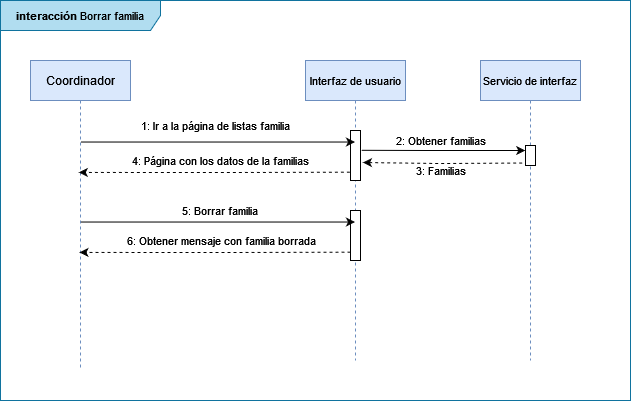 interacción Borrar familia
Coordinador
Interfaz de usuario
Servicio de interfaz
1: Ir a la página de listas familia
2: Obtener familias
4: Página con los datos de la familias
3: Familias
5: Borrar familia
6: Obtener mensaje con familia borrada